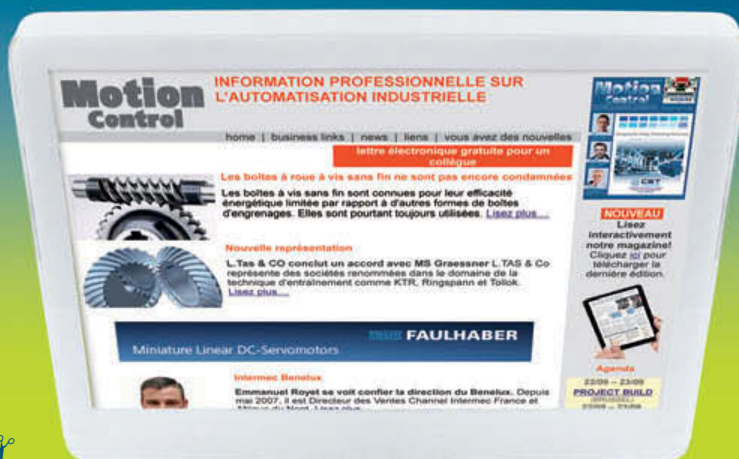 Motion
Control
INFORMATION PROFESSIONNELLE SUR
L'AUTOMATISATION INDUSTRIELLE
home | business links | news | liens | vous avez des nouvelles
lettre électronique gratuite pour un
collègue
Les boîtes à roue à vis sans fin ne sont pas encore condamnées
Les boîtes à vis sans fin sont connues pour leur efficacité
énergétique limitée par rapport à d'autres formes de boîtes
d'engrenages. Elles sont pourtant toujours utilisées. Lisez plus....
Nouvelle représentation
L.Tas & CO conclut un accord avec MS Graessner L.TAS & Co
représente des sociétés renommées dans le domaine de la
technique d'entraînement comme KTR, Ringspann et Tollok.
Lisez plus....
FAULHABER
Miniature Linear DC-Servomotors
Intermec Benelux
Emmanuel Royet se voit confier la direction du Benelux. Depuis
mai 2007, il est Directeur des Ventes Channel Intermec France et
Afrique du Nord. Lisez plus
Motion
Control
NOUVEAU
Lisez
interactivement
notre magazine!
Cliquez ici pour
télécharger la
dernière édition.
Agenda
22/09 – 23/09
PROJECT BUILD
(BRUSSEL)